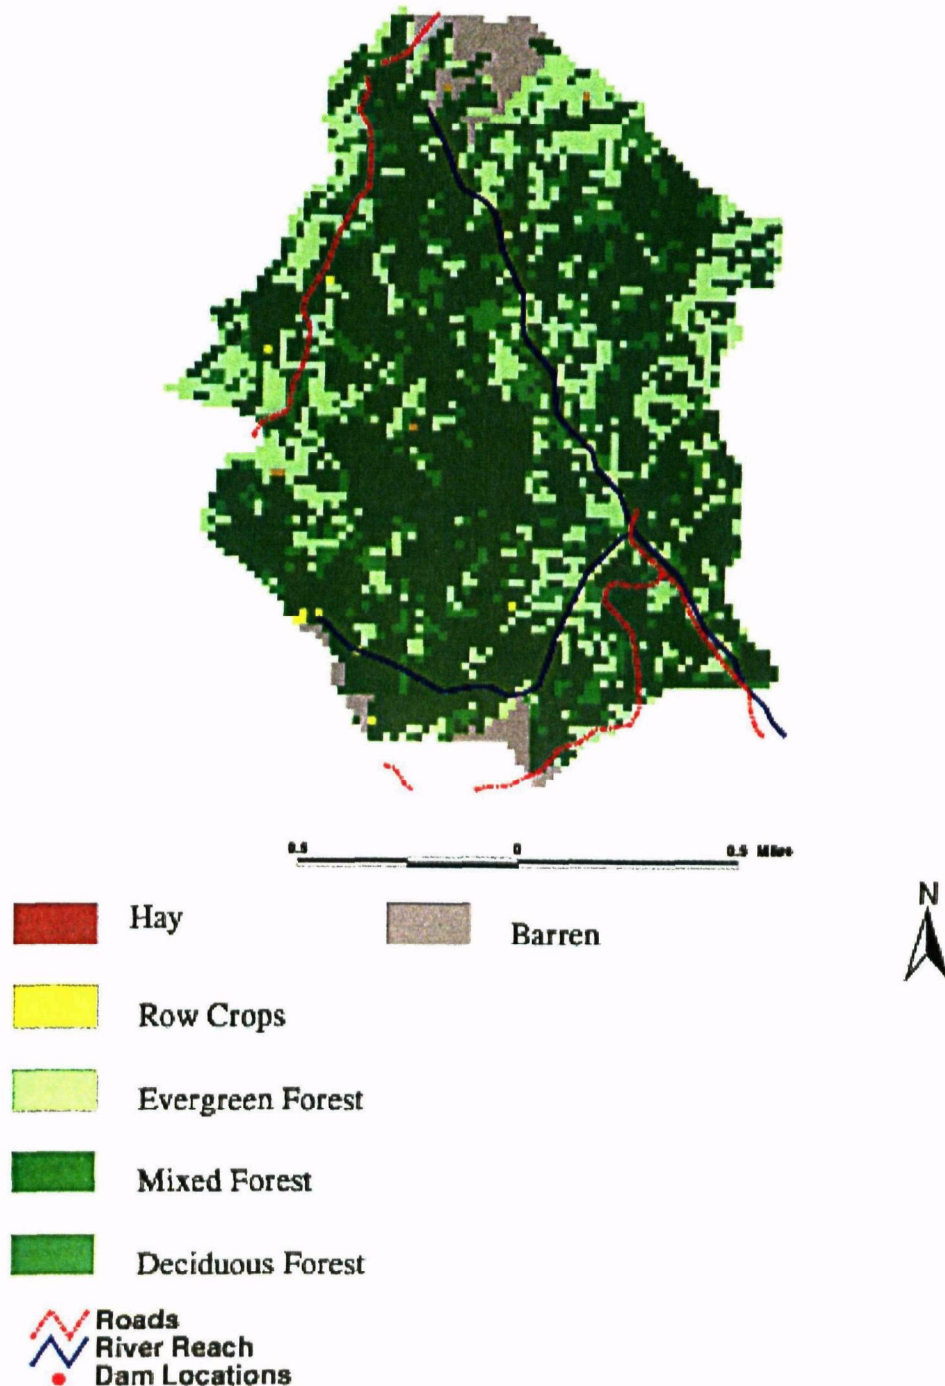 0.5 0 0.5 Miles
N
Hay Barren
Row Crops
Evergreen Forest
Mixed Forest
Deciduous Forest
Roads
River Reach
Dam Locations